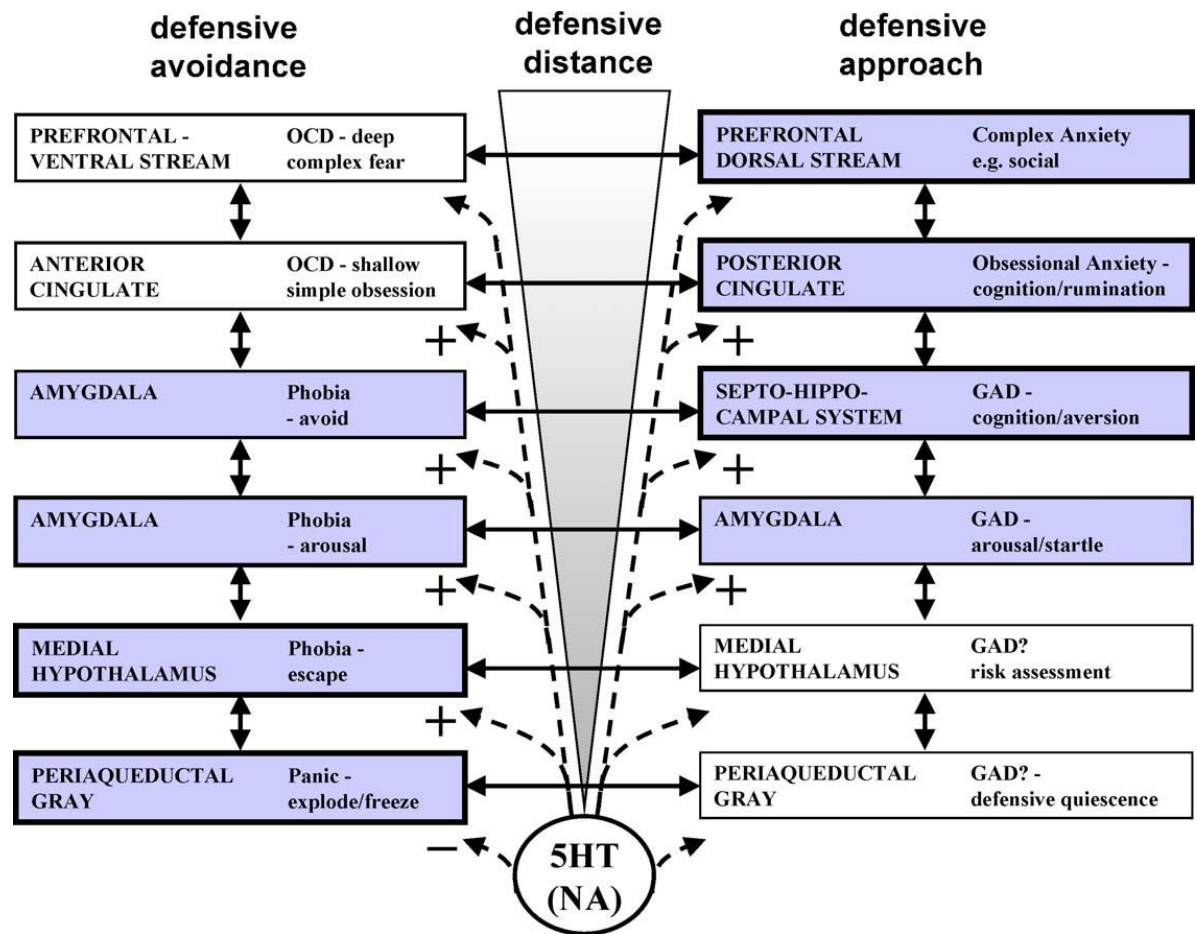 defensive
avoidance
defensive
distance
defensive
approach
PREFRONTAL -
VENTRAL STREAM
OCD - deep
complex fear
PREFRONTAL
DORSAL STREAM
Complex Anxiety
e.g. social
ANTERIOR
CINGULATE
OCD - shallow
simple obsession
POSTERIOR
CINGULATE
Obsessional Anxiety -
cognition/rumination
+
+
AMYGDALA
Phobia
- avoid
SEPTO-HIPPO-
CAMPAL SYSTEM
GAD -
cognition/aversion
+
+
AMYGDALA
Phobia
- arousal
AMYGDALA
GAD -
arousal/startle
+
+
MEDIAL
HYPOTHALAMUS
Phobia -
escape
MEDIAL
HYPOTHALAMUS
GAD?
risk assessment
+
PERIAQUEDUCTAL
GRAY
Panic -
explode/freeze
PERIAQUEDUCTAL
GRAY
GAD? -
defensive quiescence
–
5HT
(NA)